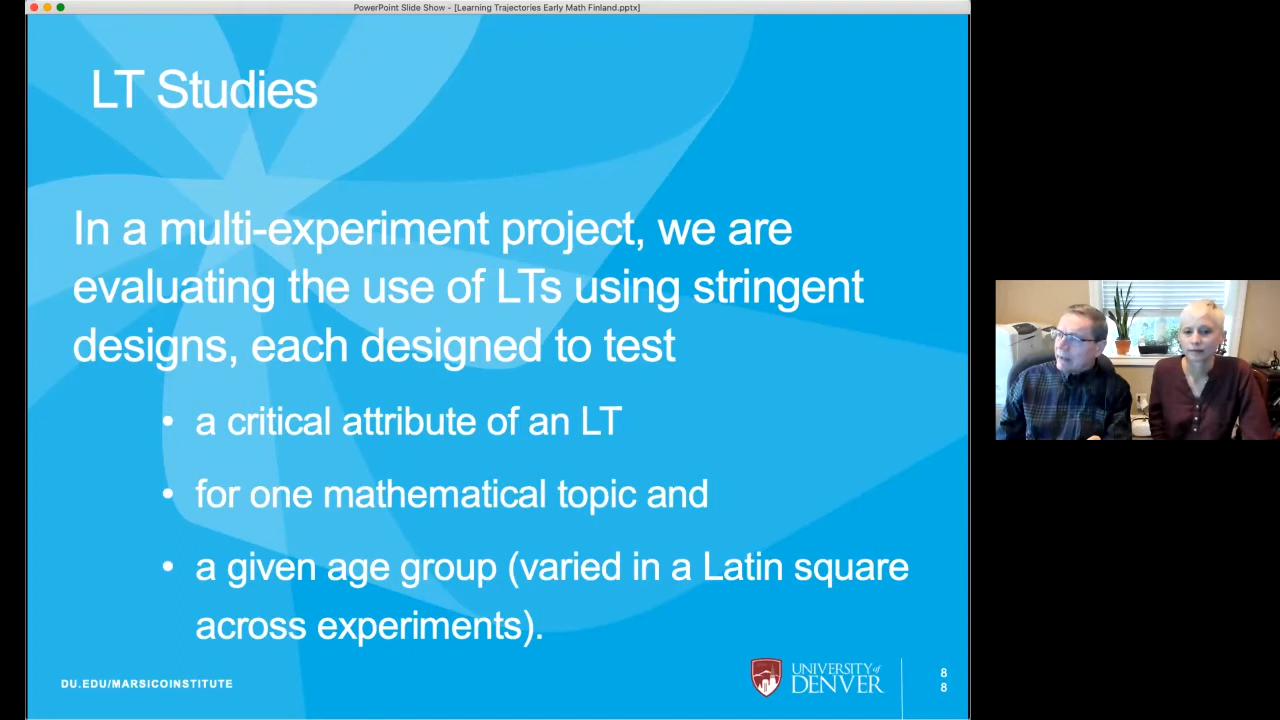 PowerPoint Slide Show - [Learning Trajectories Early Math Finland.pptx]
LT Studies
In a multi-experiment project, we are
evaluating the use of LTs using stringent
designs, each designed to test
• a critical attribute of an LT
• for one mathematical topic and
• a given age group (varied in a Latin square
across experiments).
DU.EDU/MARSICOINSTITUTE
UNIVERSITY of
DENVER
8
8